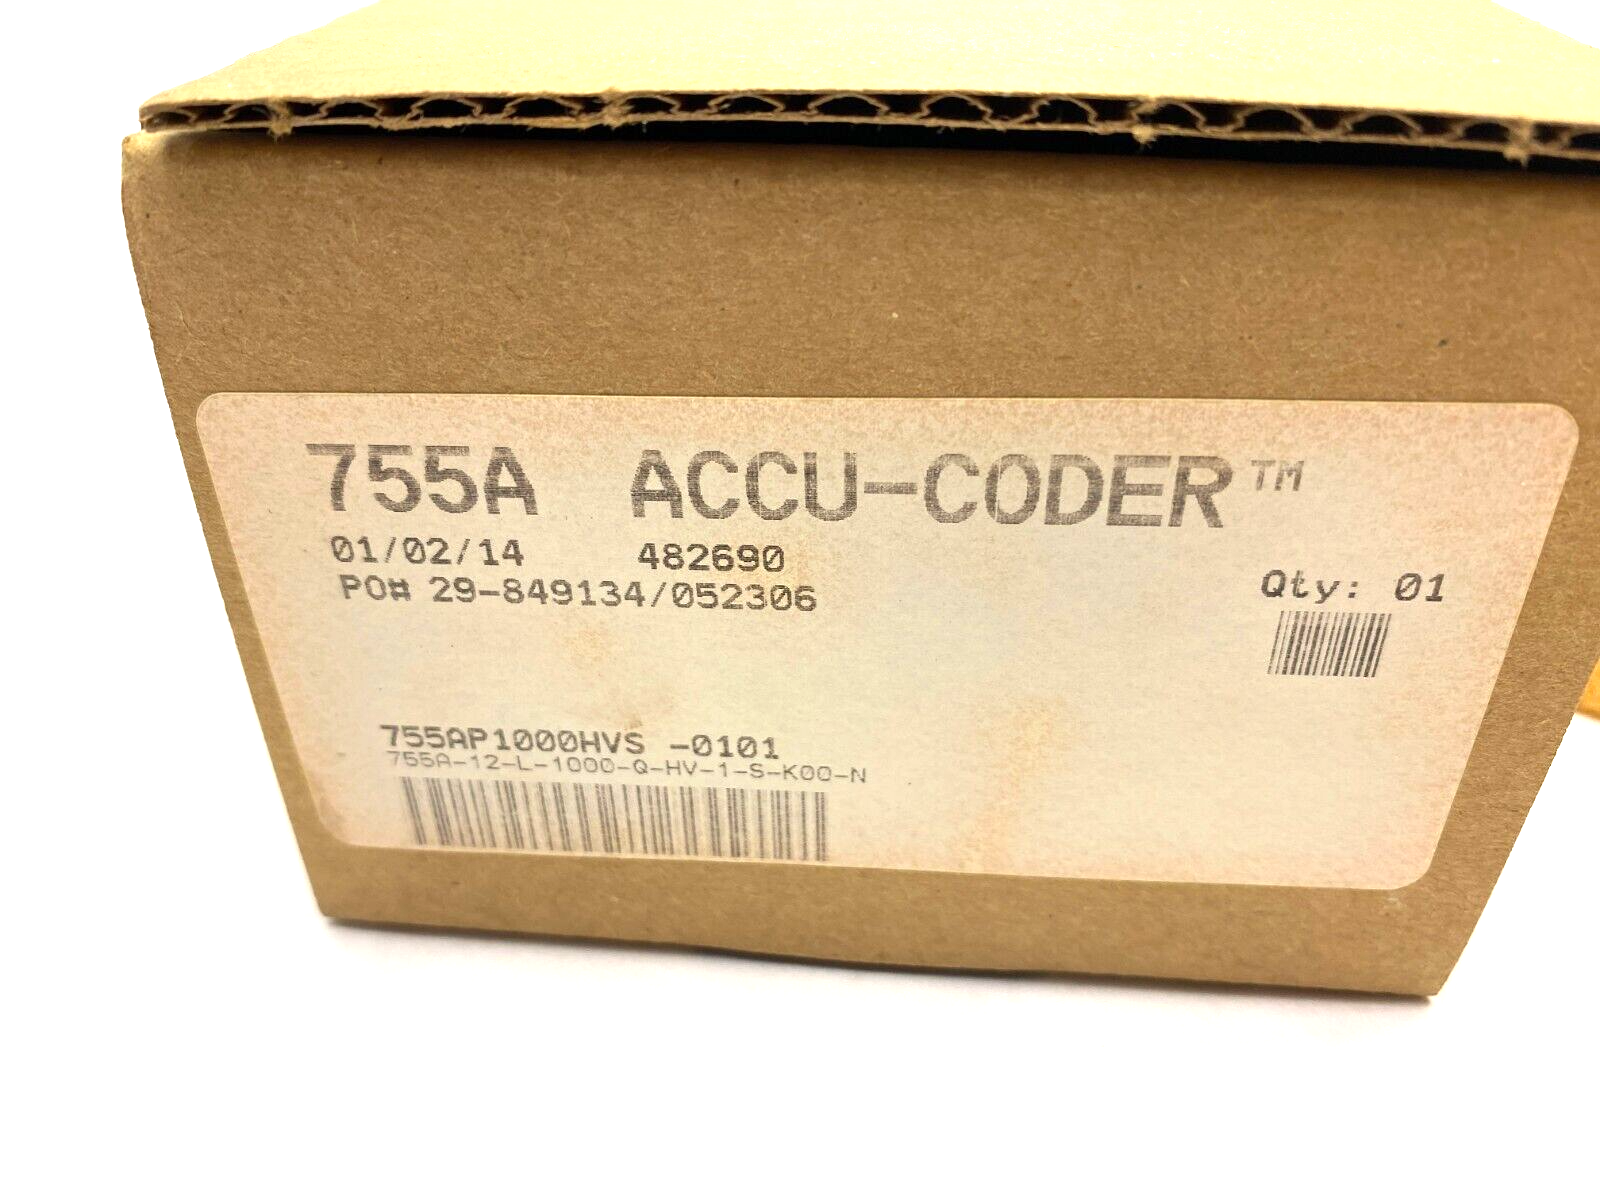 755A ACCU-CODER™
01/02/14 482690
PO# 29-849134/052306
Qty: 01
755AP1000HVS -0101
755A-12-L-1000-Q-HV-1-S-K00-N